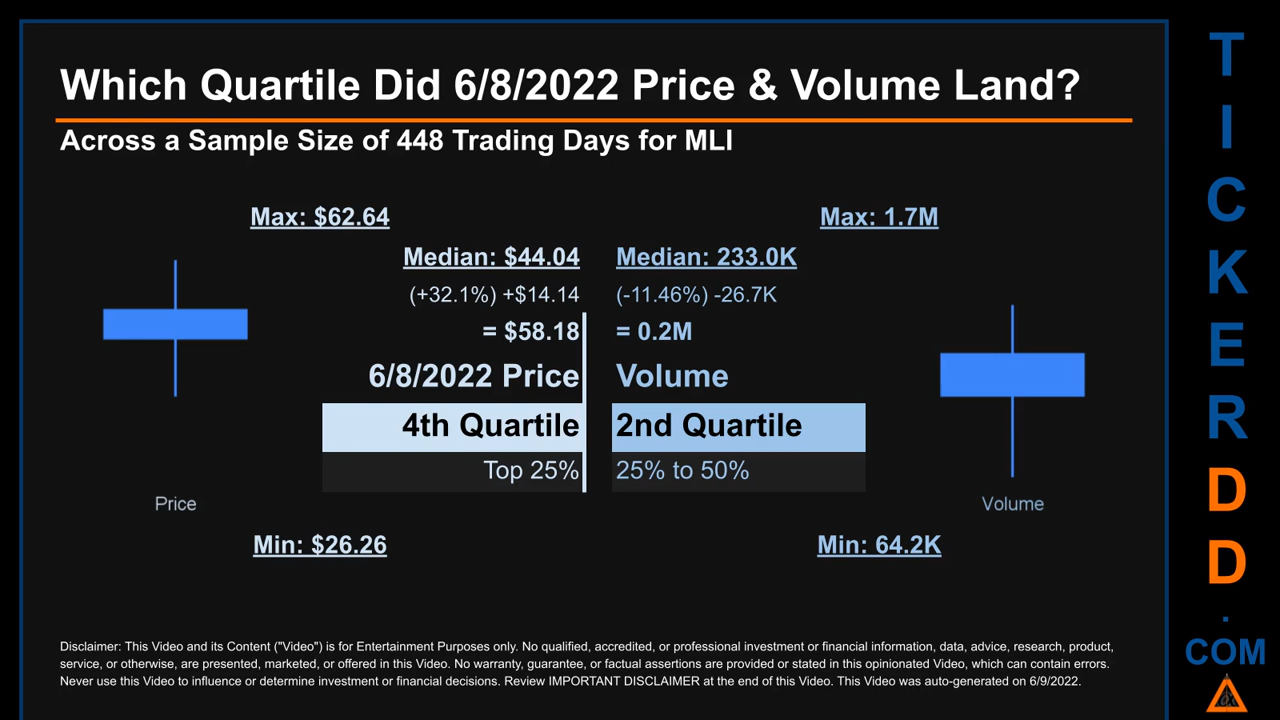 Which Quartile Did 6/8/2022 Price & Volume Land?
Across a Sample Size of 448 Trading Days for MLI
Max: $62.64
Median: $44.04
(+32.1%) +$14.14
= $58.18
6/8/2022 Price
4th Quartile
Top 25%
Price
Min: $26.26
Max: 1.7M
Median: 233.0K
(-11.46%) -26.7K
= 0.2M
Volume
2nd Quartile
25% to 50%
Volume
Min: 64.2K
Disclaimer: This Video and its Content ("Video") is for Entertainment Purposes only. No qualified, accredited, or professional investment or financial information, data, advice, research, product,
service, or otherwise, are presented, marketed, or offered in this Video. No warranty, guarantee, or factual assertions are provided or stated in this opinionated Video, which can contain errors.
Never use this Video to influence or determine investment or financial decisions. Review IMPORTANT DISCLAIMER at the end of this Video. This Video was auto-generated on 6/9/2022.
T
I
C
K
E
R
D
D
.
COM